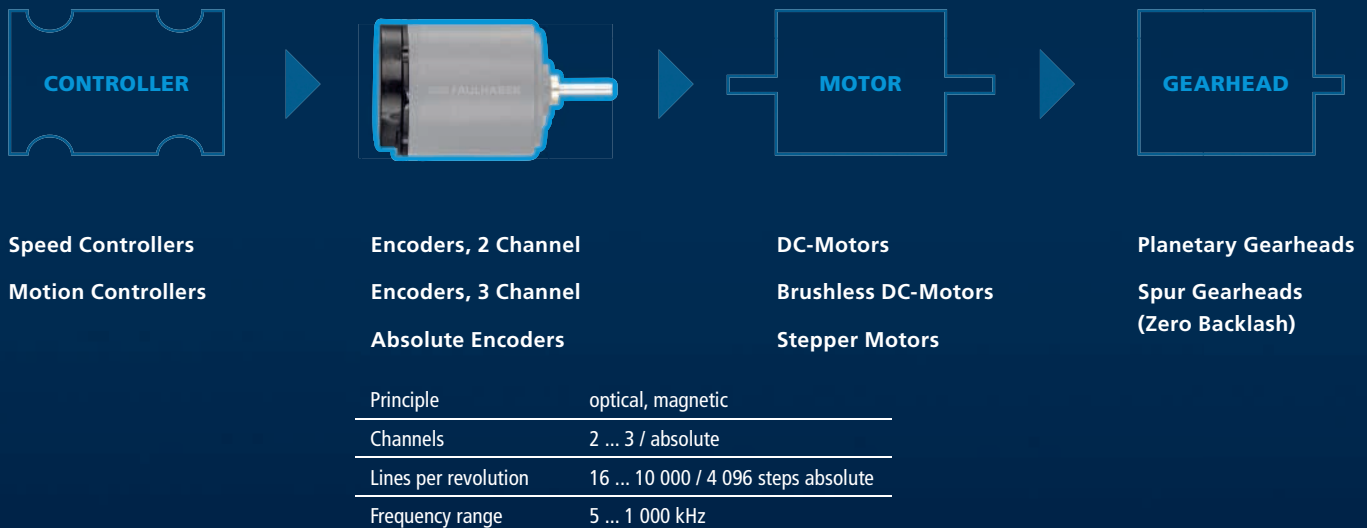 CONTROLLER
FAULHABER
MOTOR
GEARHEAD
Speed Controllers
Motion Controllers
Encoders, 2 Channel
Encoders, 3 Channel
Absolute Encoders
DC-Motors
Brushless DC-Motors
Stepper Motors
Planetary Gearheads
Spur Gearheads
(Zero Backlash)
Principle optical, magnetic
Channels 2 ... 3 / absolute
Lines per revolution 16 ... 10 000 / 4 096 steps absolute
Frequency range 5 ... 1 000 kHz